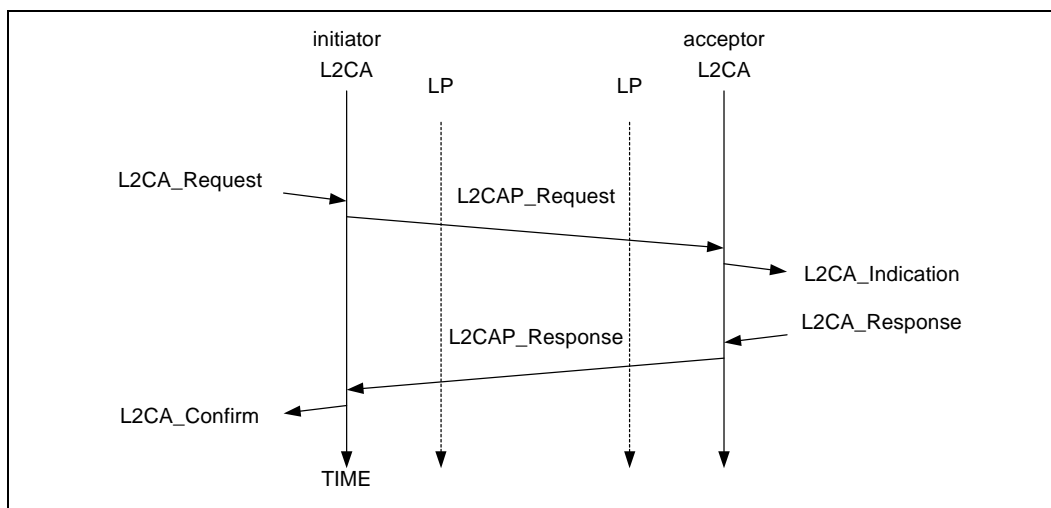 initiator
L2CA
LP
LP
acceptor
L2CA
L2CA_Request
L2CAP_Request
L2CA_Indication
L2CAP_Response
L2CA_Response
L2CA_Confirm
TIME